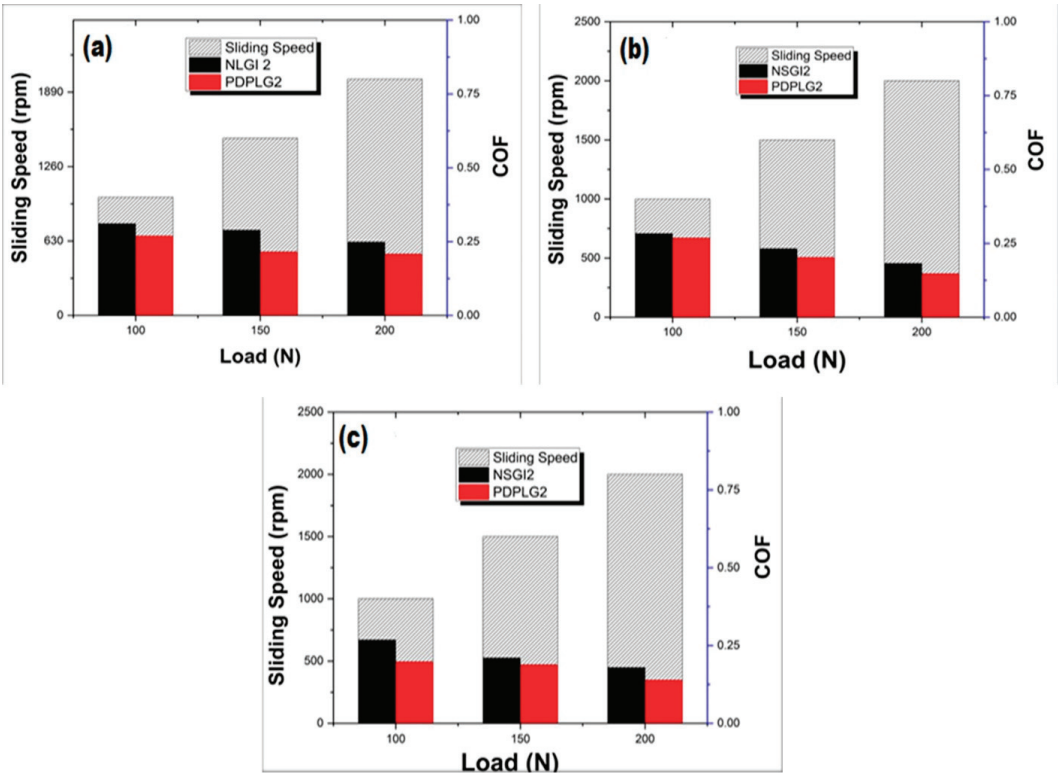 (a)
Sliding Speed
NLGI 2
PDPLG2
1890
1260
630
0
Sliding Speed (rpm)
1.00
0.75
0.50
0.25
0.00
COF
100 150 200
Load (N)
(b)
Sliding Speed
NSGI2
PDPLG2
2500
2000
1500
1000
500
0
Sliding Speed (rpm)
1.00
0.75
0.50
0.25
0.00
COF
100 150 200
Load (N)
(c)
Sliding Speed
NSGI2
PDPLG2
2500
2000
1500
1000
500
0
Sliding Speed (rpm)
1.00
0.75
0.50
0.25
0.00
COF
100 150 200
Load (N)